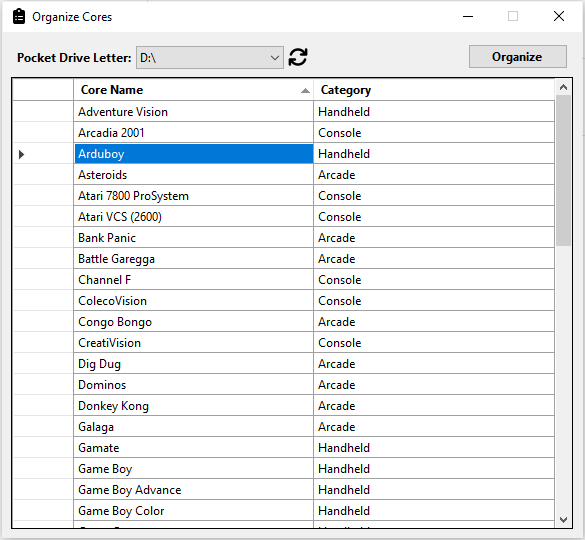 Organize Cores
Pocket Drive Letter: D:\ Organize
Core Name Category
Adventure Vision Handheld
Arcadia 2001 Console
Arduboy Handheld
Asteroids Arcade
Atari 7800 ProSystem Console
Atari VCS (2600) Console
Bank Panic Arcade
Battle Garegga Arcade
Channel F Console
ColecoVision Console
Congo Bongo Arcade
CreatiVision Console
Dig Dug Arcade
Dominos Arcade
Donkey Kong Arcade
Galaga Arcade
Gamate Handheld
Game Boy Handheld
Game Boy Advance Handheld
Game Boy Color Handheld